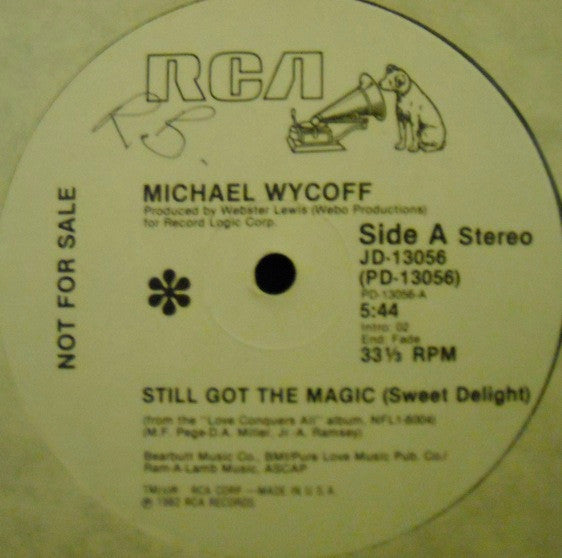 RCA
P.S.
NOT FOR SALE
MICHAEL WYCOFF
Produced by Webster Lewis (Webo Productions)
for Record Logic Corp.
Side A Stereo
JD-13056
(PD-13056)
PD-13056-A
5:44
Intro: 02
End: Fade
33⅓ RPM
*
STILL GOT THE MAGIC (Sweet Delight)
(from the "Love Conquers All" album, NFL1-8004)
(M.F. Pege-D.A. Miller, Jr.-A. Ramsey)
Bearbutt Music Co., BMI/Pure Love Music Pub. Co./
Ram-A-Lamb Music, ASCAP
RCA CORP.—MADE IN U.S.A.
℗ 1982 RCA RECORDS